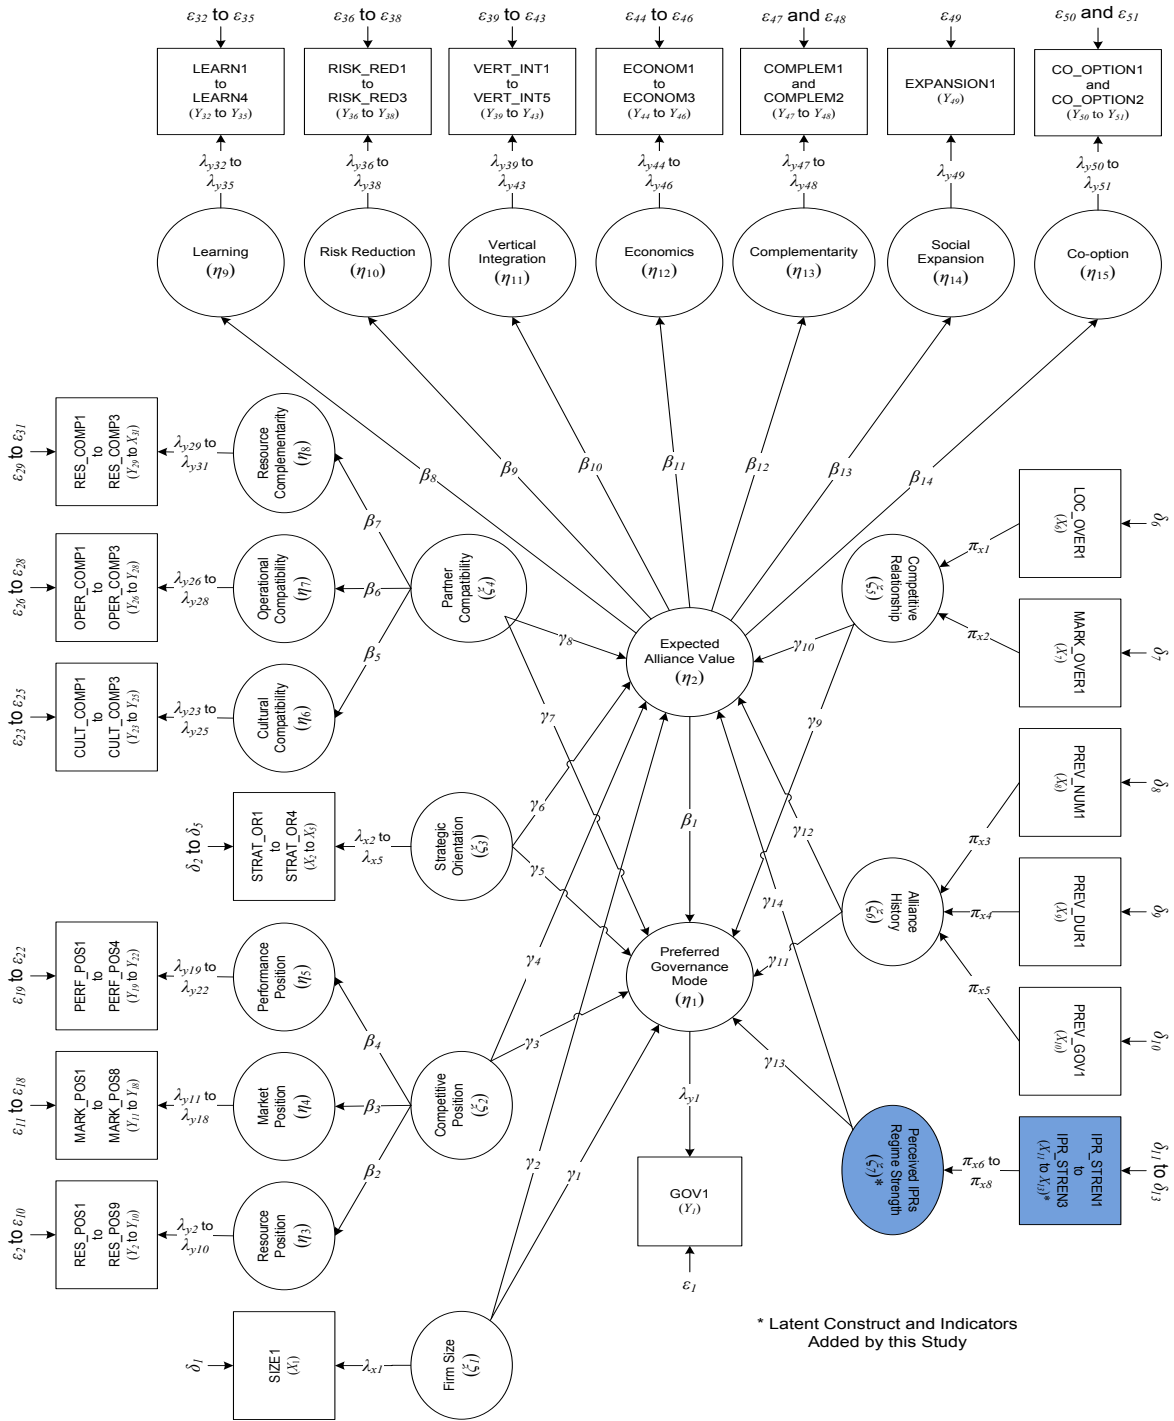 ε32 to ε35
ε36 to ε38
ε39 to ε43
ε44 to ε46
ε47 and ε48
ε49
ε50 and ε51
LEARN1
to
LEARN4
(Y32 to Y35)
RISK_RED1
to
RISK_RED3
(Y36 to Y38)
VERT_INT1
to
VERT_INT5
(Y39 to Y43)
ECONOM1
to
ECONOM3
(Y44 to Y46)
COMPLEM1
and
COMPLEM2
(Y47 to Y48)
EXPANSION1
(Y49)
CO_OPTION1
and
CO_OPTION2
(Y50 to Y51)
λy32 to
λy35
λy36 to
λy38
λy39 to
λy43
λy44 to
λy46
λy47 to
λy48
λy49
λy50 to
λy51
Learning
(η9)
Risk Reduction
(η10)
Vertical
Integration
(η11)
Economics
(η12)
Complementarity
(η13)
Social
Expansion
(η14)
Co-option
(η15)
β8
β9
β10
β11
β12
β13
β14
ε29 to ε31
RES_COMP1
to
RES_COMP3
(Y29 to X31)
λy29 to
λy31
Resource
Complementarity
(η8)
β7
ε26 to ε28
OPER_COMP1
to
OPER_COMP3
(Y26 to Y28)
λy26 to
λy28
Operational
Compatibility
(η7)
β6
ε23 to ε25
CULT_COMP1
to
CULT_COMP3
(Y23 to Y25)
λy23 to
λy25
Cultural
Compatibility
(η6)
β5
Partner
Compatibility
(ξ4)
γ8
γ7
Expected
Alliance Value
(η2)
γ10
γ9
Competitive
Relationship
(ξ5)
πx1
LOC_OVER1
(X6)
δ6
πx2
MARK_OVER1
(X7)
δ7
δ2 to δ5
STRAT_OR1
to
STRAT_OR4
(X2 to X5)
λx2 to
λx5
Strategic
Orientation
(ξ3)
γ6
γ5
β1
γ12
γ11
γ14
Alliance
History
(ξ6)
πx3
PREV_NUM1
(X8)
δ8
πx4
PREV_DUR1
(X9)
δ9
πx5
PREV_GOV1
(X10)
δ10
ε19 to ε22
PERF_POS1
to
PERF_POS4
(Y19 to Y22)
λy19 to
λy22
Performance
Position
(η5)
β4
ε11 to ε18
MARK_POS1
to
MARK_POS8
(Y11 to Y18)
λy11 to
λy18
Market
Position
(η4)
β3
ε2 to ε10
RES_POS1
to
RES_POS9
(Y2 to Y10)
λy2 to
λy10
Resource
Position
(η3)
β2
Competitive
Position
(ξ2)
γ4
γ3
Preferred
Governance
Mode
(η1)
γ13
Perceived IPRs
Regime Strength
(ξ7)*
πx6 to
πx8
IPR_STREN1
to
IPR_STREN3
(X11 to X13)*
δ11 to δ13
γ2
γ1
λy1
GOV1
(Y1)
ε1
δ1
SIZE1
(X1)
λx1
Firm Size
(ξ1)
* Latent Construct and Indicators
Added by this Study